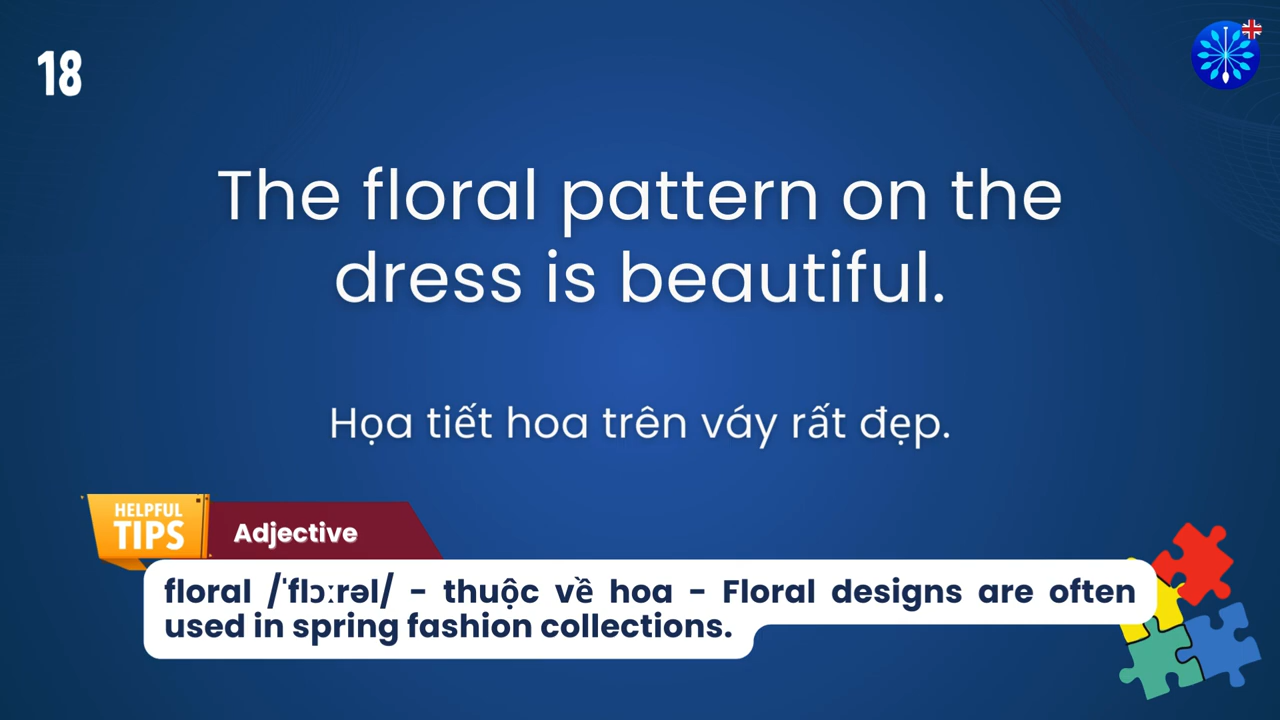 18
The floral pattern on the
dress is beautiful.
Họa tiết hoa trên váy rất đẹp.
HELPFUL
TIPS
Adjective
floral /ˈflɔːrəl/ - thuộc về hoa - Floral designs are often
used in spring fashion collections.